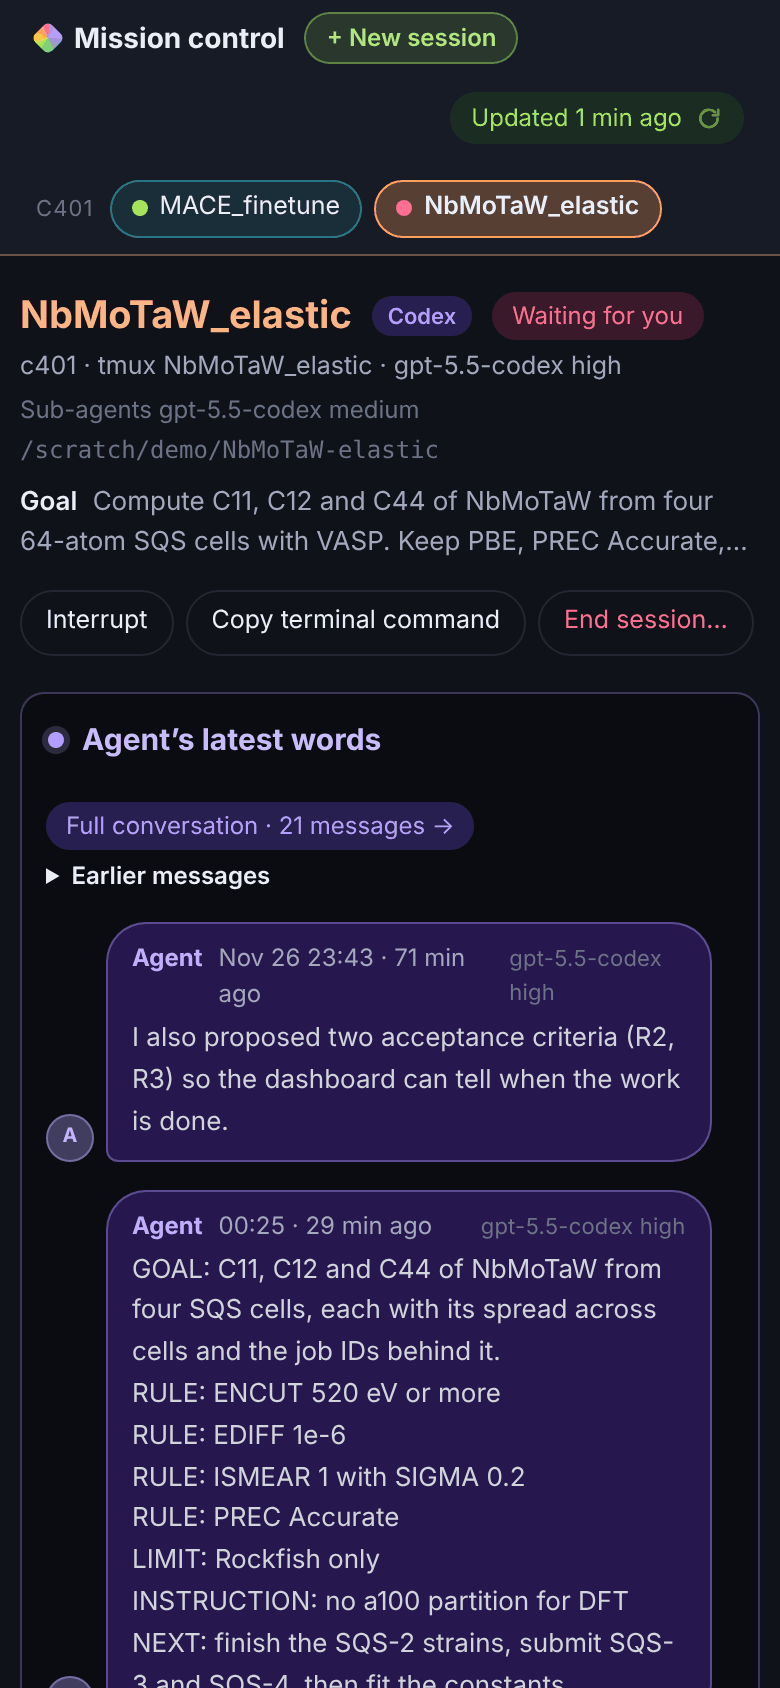 Mission control
+ New session
Updated 1 min ago
C401
MACE_finetune
NbMoTaW_elastic
NbMoTaW_elastic Codex Waiting for you
c401 · tmux NbMoTaW_elastic · gpt-5.5-codex high
Sub-agents gpt-5.5-codex medium
/scratch/demo/NbMoTaW-elastic
Goal Compute C11, C12 and C44 of NbMoTaW from four
64-atom SQS cells with VASP. Keep PBE, PREC Accurate,...
Interrupt
Copy terminal command
End session...
Agent’s latest words
Full conversation · 21 messages →
▶ Earlier messages
Agent Nov 26 23:43 · 71 min ago gpt-5.5-codex high
I also proposed two acceptance criteria (R2,
R3) so the dashboard can tell when the work
is done.
A
Agent 00:25 · 29 min ago gpt-5.5-codex high
GOAL: C11, C12 and C44 of NbMoTaW from
four SQS cells, each with its spread across
cells and the job IDs behind it.
RULE: ENCUT 520 eV or more
RULE: EDIFF 1e-6
RULE: ISMEAR 1 with SIGMA 0.2
RULE: PREC Accurate
LIMIT: Rockfish only
INSTRUCTION: no a100 partition for DFT
NEXT: finish the SQS-2 strains, submit SQS-
3 and SQS-4, then fit the constants